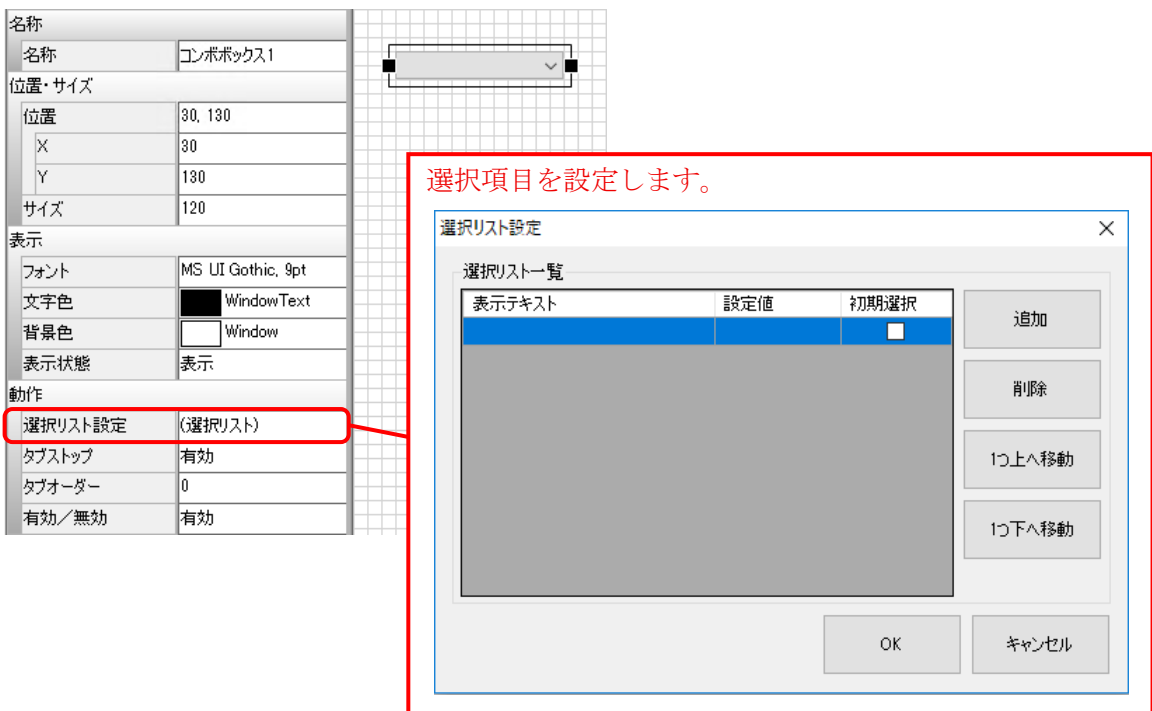 名称
名称 コンボボックス1
位置・サイズ
位置 30, 130
X 30
Y 130
サイズ 120
表示
フォント MS UI Gothic, 9pt
文字色 WindowText
背景色 Window
表示状態 表示
動作
選択リスト設定 (選択リスト)
タブストップ 有効
タブオーダー 0
有効／無効 有効
選択項目を設定します。
選択リスト設定
選択リスト一覧
表示テキスト 設定値 初期選択
追加
削除
1つ上へ移動
1つ下へ移動
OK キャンセル